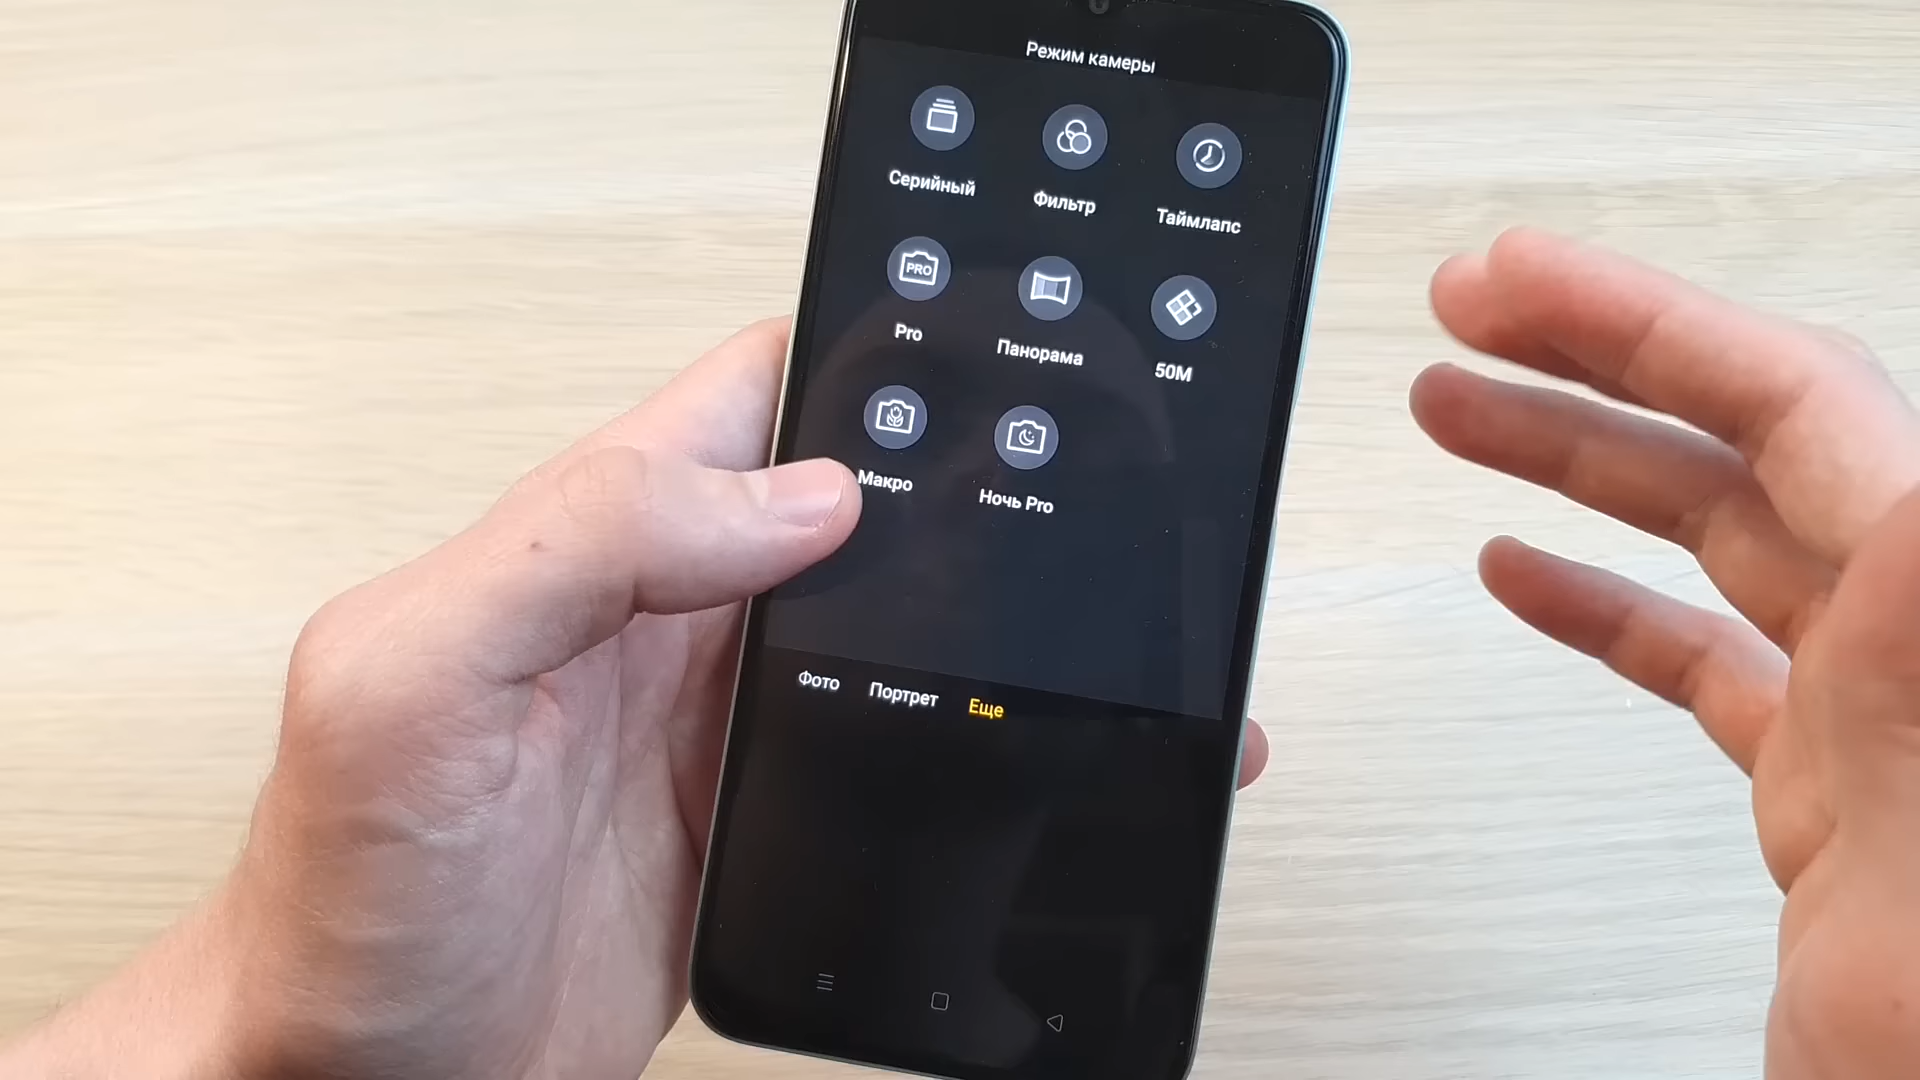 Режим камеры
Серийный
Фильтр
Таймлапс
PRO
Pro
Панорама
50M
Макро
Ночь Pro
Фото
Портрет
Еще